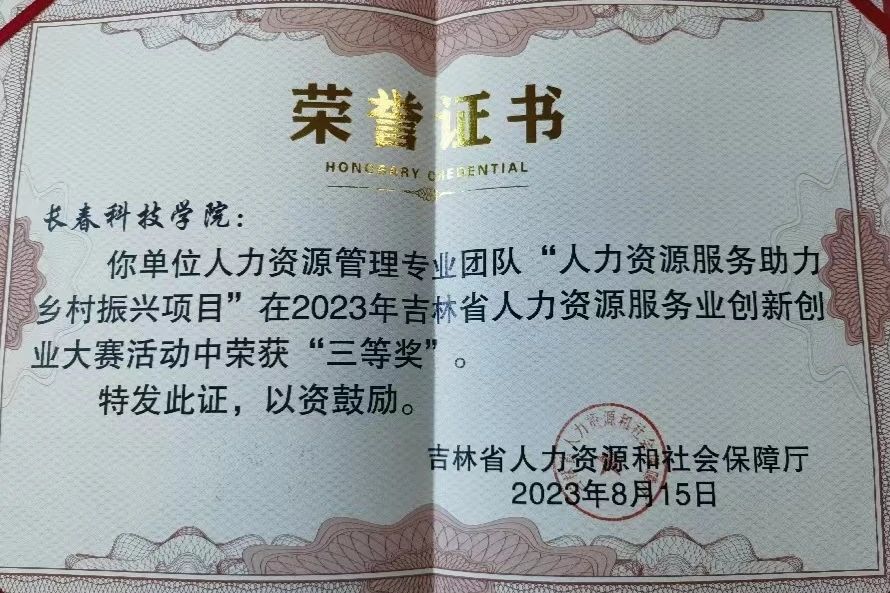 荣誉证书
HONORARY CREDENTIAL
长春科技学院：
你单位人力资源管理专业团队“人力资源服务助力
乡村振兴项目”在2023年吉林省人力资源服务业创新创
业大赛活动中荣获“三等奖”。
特发此证，以资鼓励。
吉林省人力资源和社会保障厅
2023年8月15日